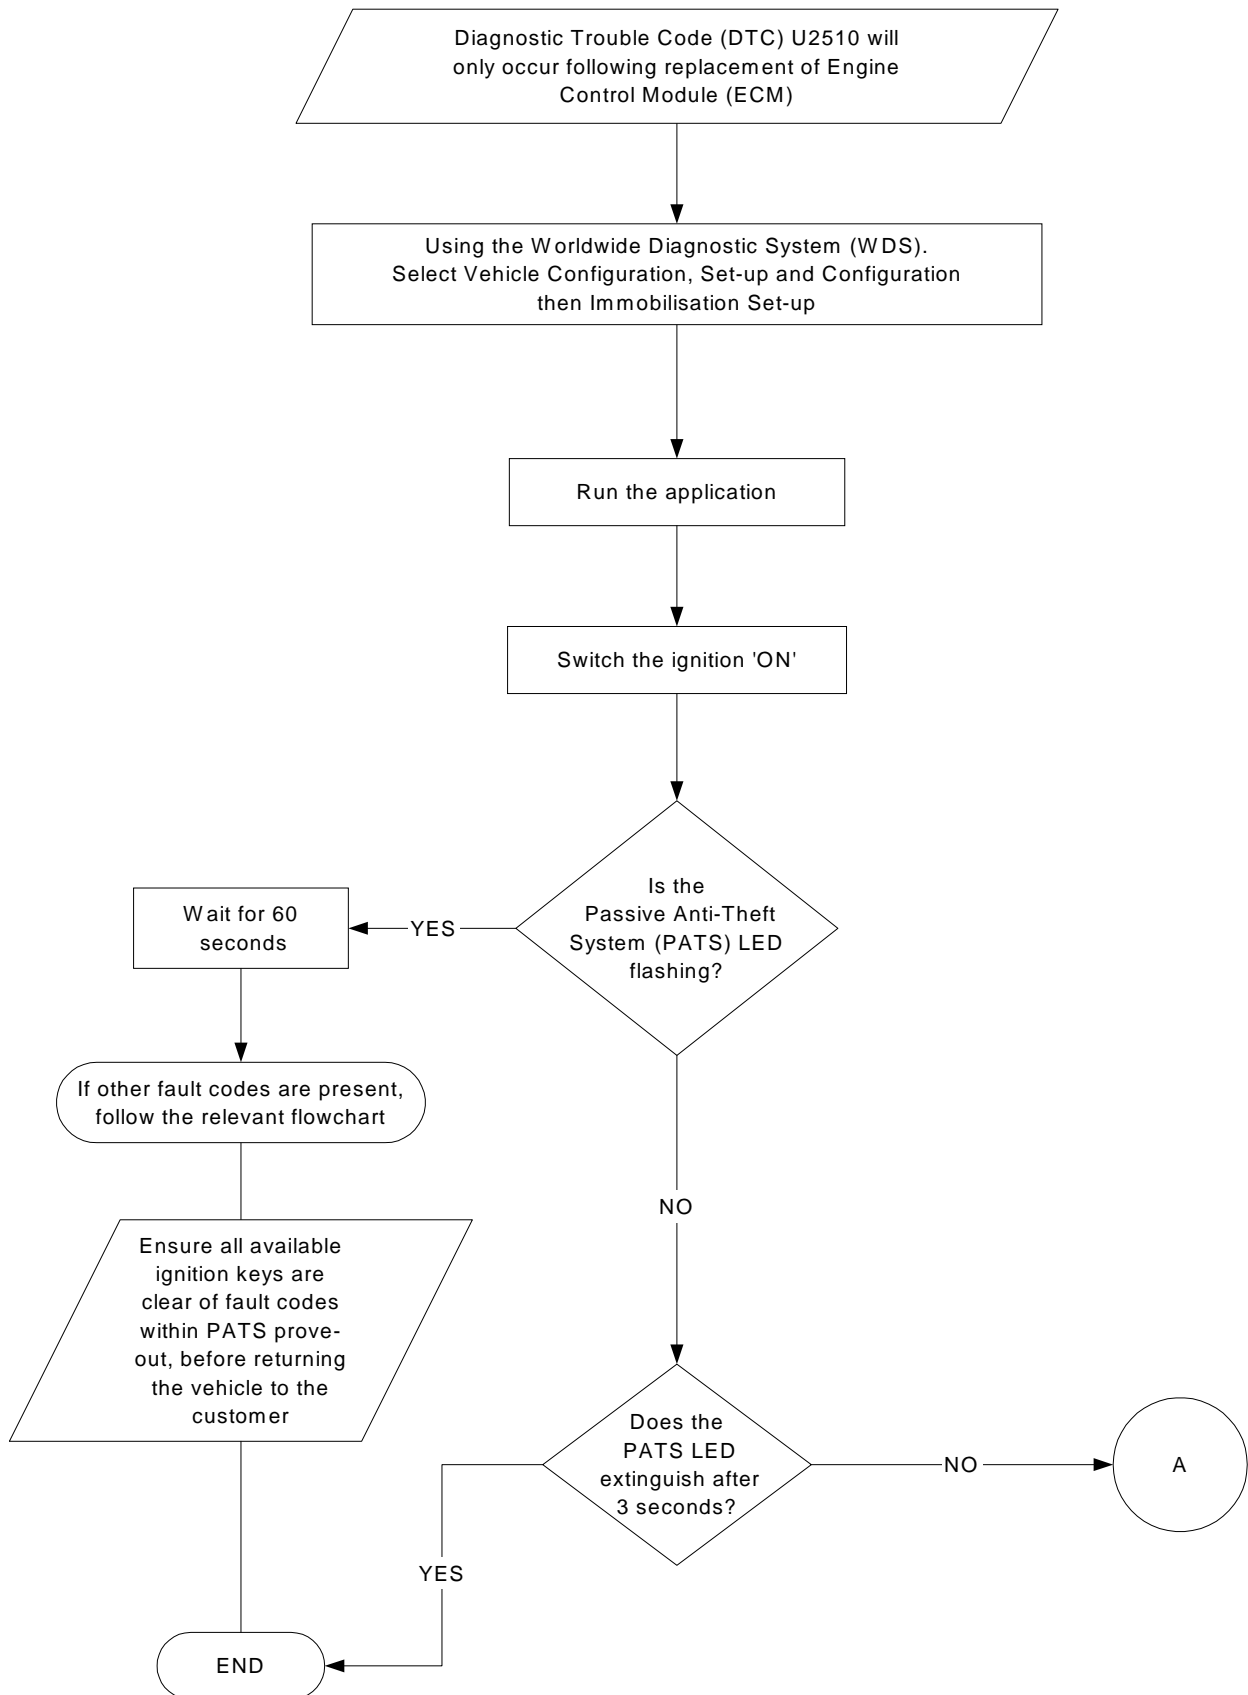 Diagnostic Trouble Code (DTC) U2510 will
only occur following replacement of Engine
Control Module (ECM)
Using the Worldwide Diagnostic System (WDS).
Select Vehicle Configuration, Set-up and Configuration
then Immobilisation Set-up
Run the application
Switch the ignition 'ON'
Is the
Passive Anti-Theft
System (PATS) LED
flashing?
YES
Wait for 60
seconds
If other fault codes are present,
follow the relevant flowchart
NO
Ensure all available
ignition keys are
clear of fault codes
within PATS prove-
out, before returning
the vehicle to the
customer
Does the
PATS LED
extinguish after
3 seconds?
NO
A
YES
END